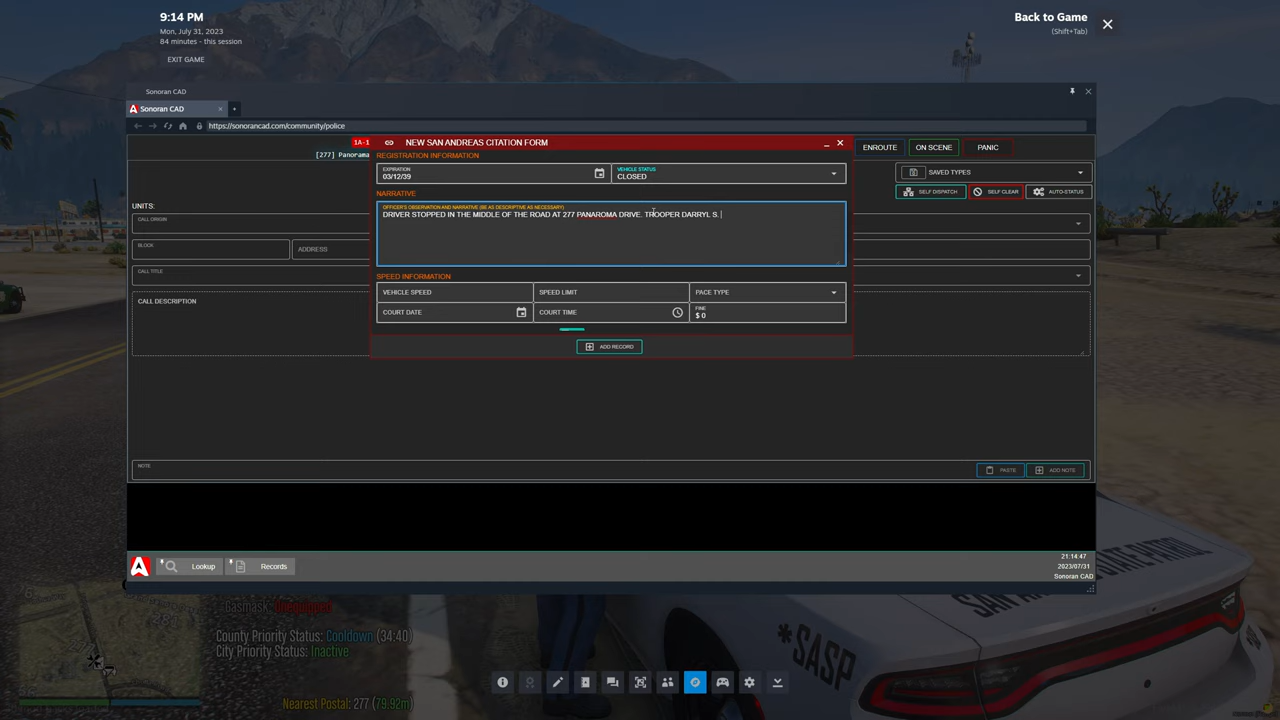 9:14 PM
Mon, July 31, 2023
84 minutes - this session
EXIT GAME
Back to Game
(Shift+Tab)
Sonoran CAD
Sonoran CAD
https://sonorancad.com/community/police
1A-1
NEW SAN ANDREAS CITATION FORM
ENROUTE
ON SCENE
PANIC
[277] Panorama
REGISTRATION INFORMATION
EXPIRATION
03/12/39
VEHICLE STATUS
CLOSED
SAVED TYPES
SELF DISPATCH
SELF CLEAR
AUTO-STATUS
NARRATIVE
OFFICER'S OBSERVATION AND NARRATIVE (BE AS DESCRIPTIVE AS NECESSARY)
DRIVER STOPPED IN THE MIDDLE OF THE ROAD AT 277 PANAROMA DRIVE. TROOPER DARRYL S.
UNITS:
CALL ORIGIN
BLOCK
ADDRESS
CALL TITLE
CALL DESCRIPTION
SPEED INFORMATION
VEHICLE SPEED
SPEED LIMIT
PACE TYPE
COURT DATE
COURT TIME
FINE
$ 0
ADD RECORD
NOTE
PASTE
ADD NOTE
Lookup
Records
21:14:47
2023/07/31
Sonoran CAD
Gasmask: Unequipped
County Priority Status: Cooldown (34:40)
City Priority Status: Inactive
Nearest Postal: 277 (79.92m)
*SASP
STATE PATROL